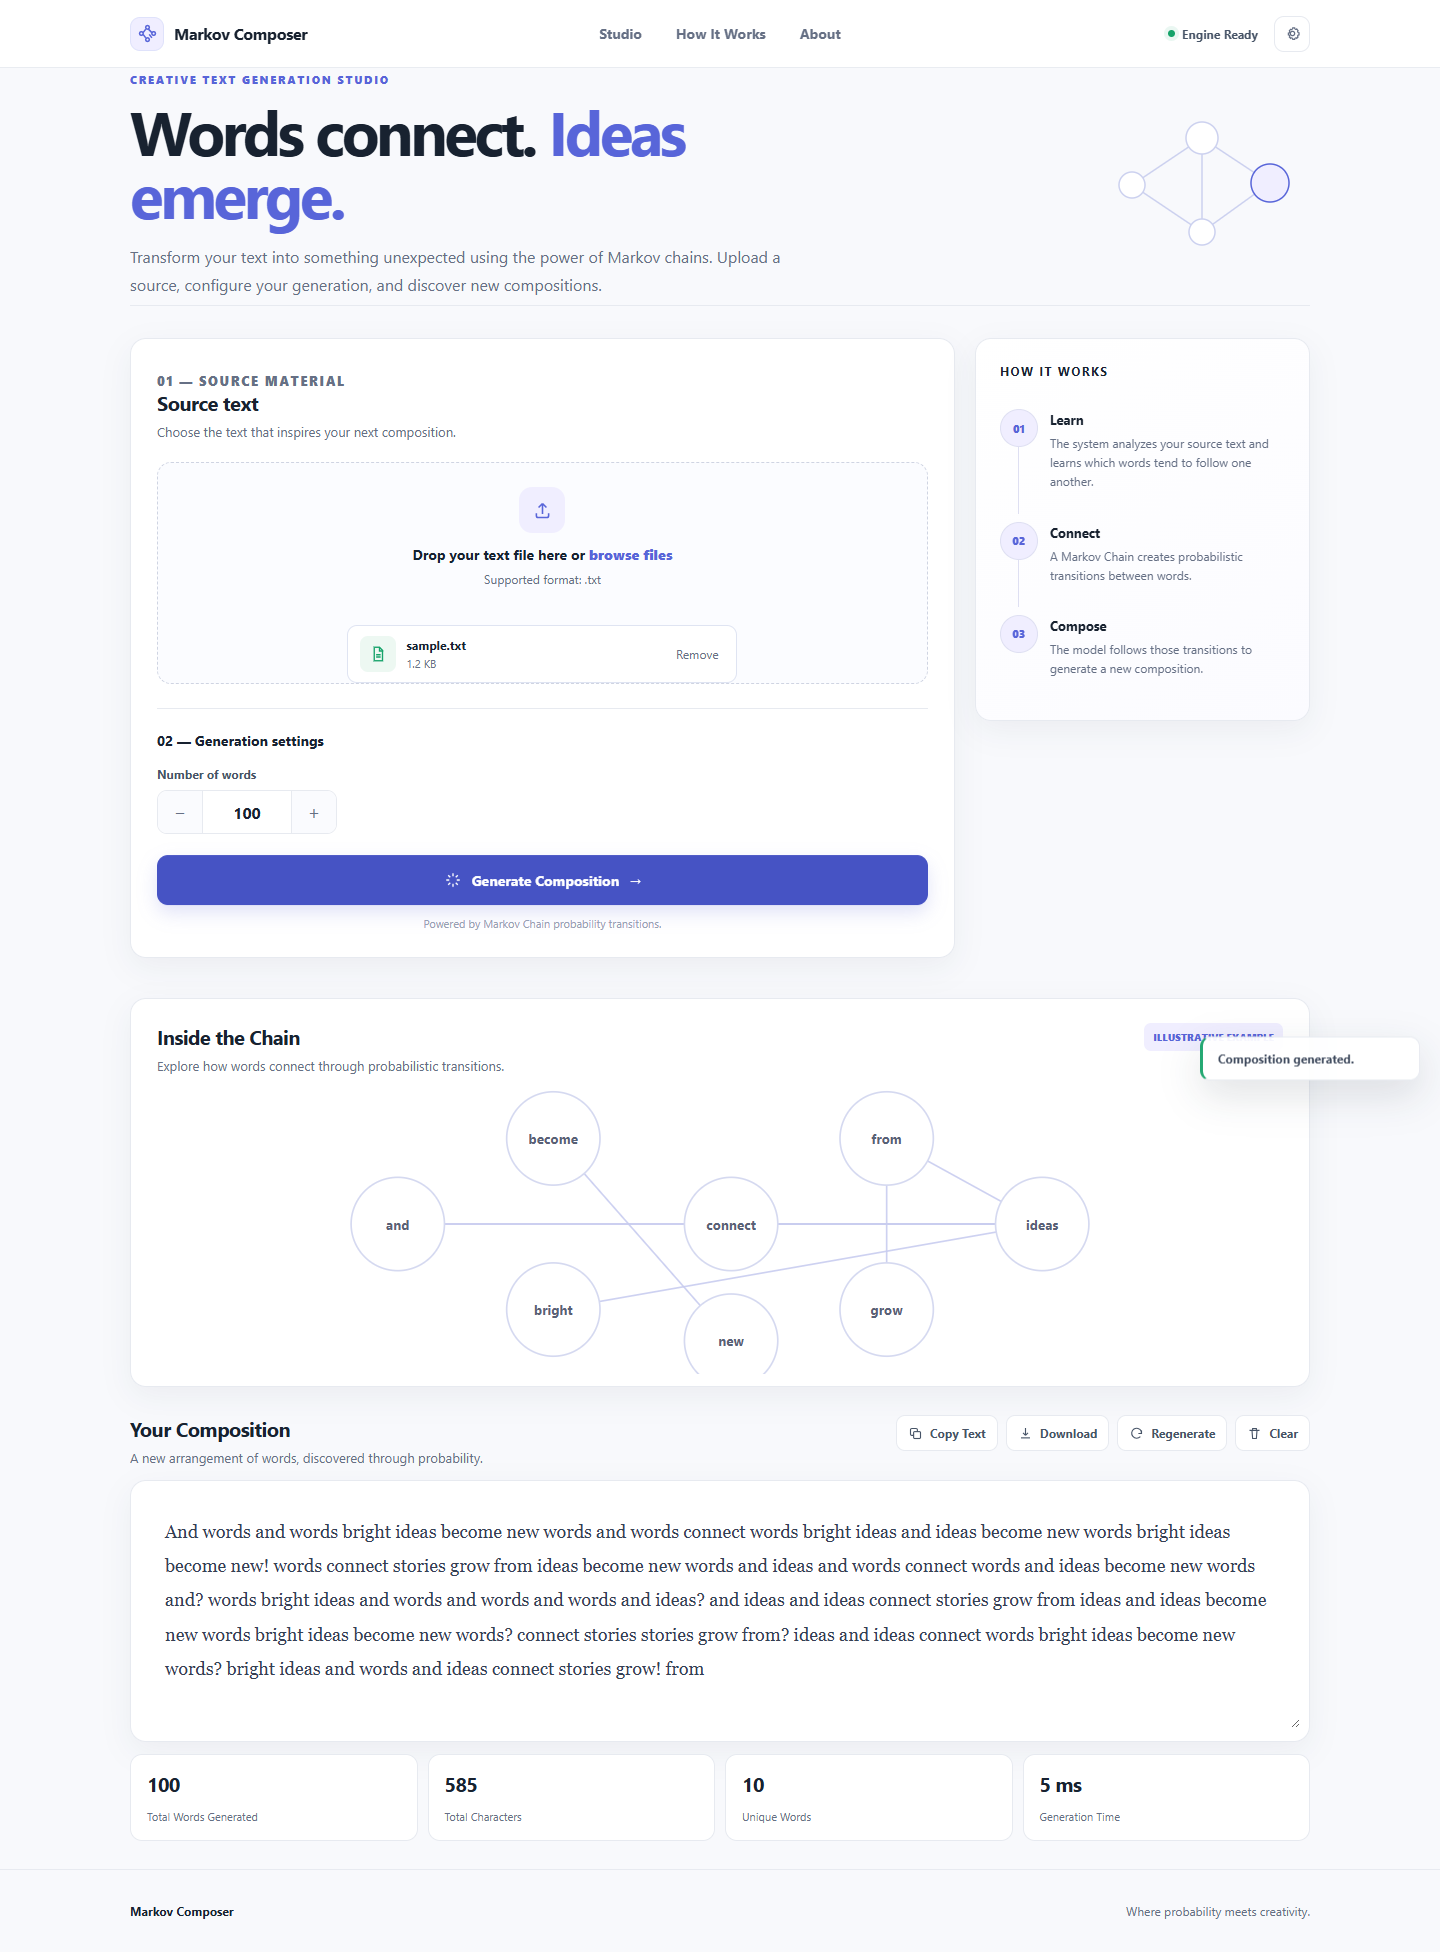 Markov Composer
Studio
How It Works
About
Engine Ready
CREATIVE TEXT GENERATION STUDIO
Words connect. Ideas
emerge.
Transform your text into something unexpected using the power of Markov chains. Upload a
source, configure your generation, and discover new compositions.
01 — SOURCE MATERIAL
Source text
Choose the text that inspires your next composition.
Drop your text file here or browse files
Supported format: .txt
sample.txt
1.2 KB
Remove
02 — Generation settings
Number of words
− 100 +
Generate Composition →
Powered by Markov Chain probability transitions.
HOW IT WORKS
01
Learn
The system analyzes your source text and
learns which words tend to follow one
another.
02
Connect
A Markov Chain creates probabilistic
transitions between words.
03
Compose
The model follows those transitions to
generate a new composition.
Inside the Chain
Explore how words connect through probabilistic transitions.
ILLUSTRATIVE EXAMPLE
Composition generated.
become
from
and
connect
ideas
bright
grow
new
Your Composition
A new arrangement of words, discovered through probability.
Copy Text
Download
Regenerate
Clear
And words and words bright ideas become new words and words connect words bright ideas and ideas become new words bright ideas
become new! words connect stories grow from ideas become new words and ideas and words connect words and ideas become new words
and? words bright ideas and words and words and words and ideas? and ideas and ideas connect stories grow from ideas and ideas become
new words bright ideas become new words? connect stories stories grow from? ideas and ideas connect words bright ideas become new
words? bright ideas and words and ideas connect stories grow! from
100
Total Words Generated
585
Total Characters
10
Unique Words
5 ms
Generation Time
Markov Composer
Where probability meets creativity.